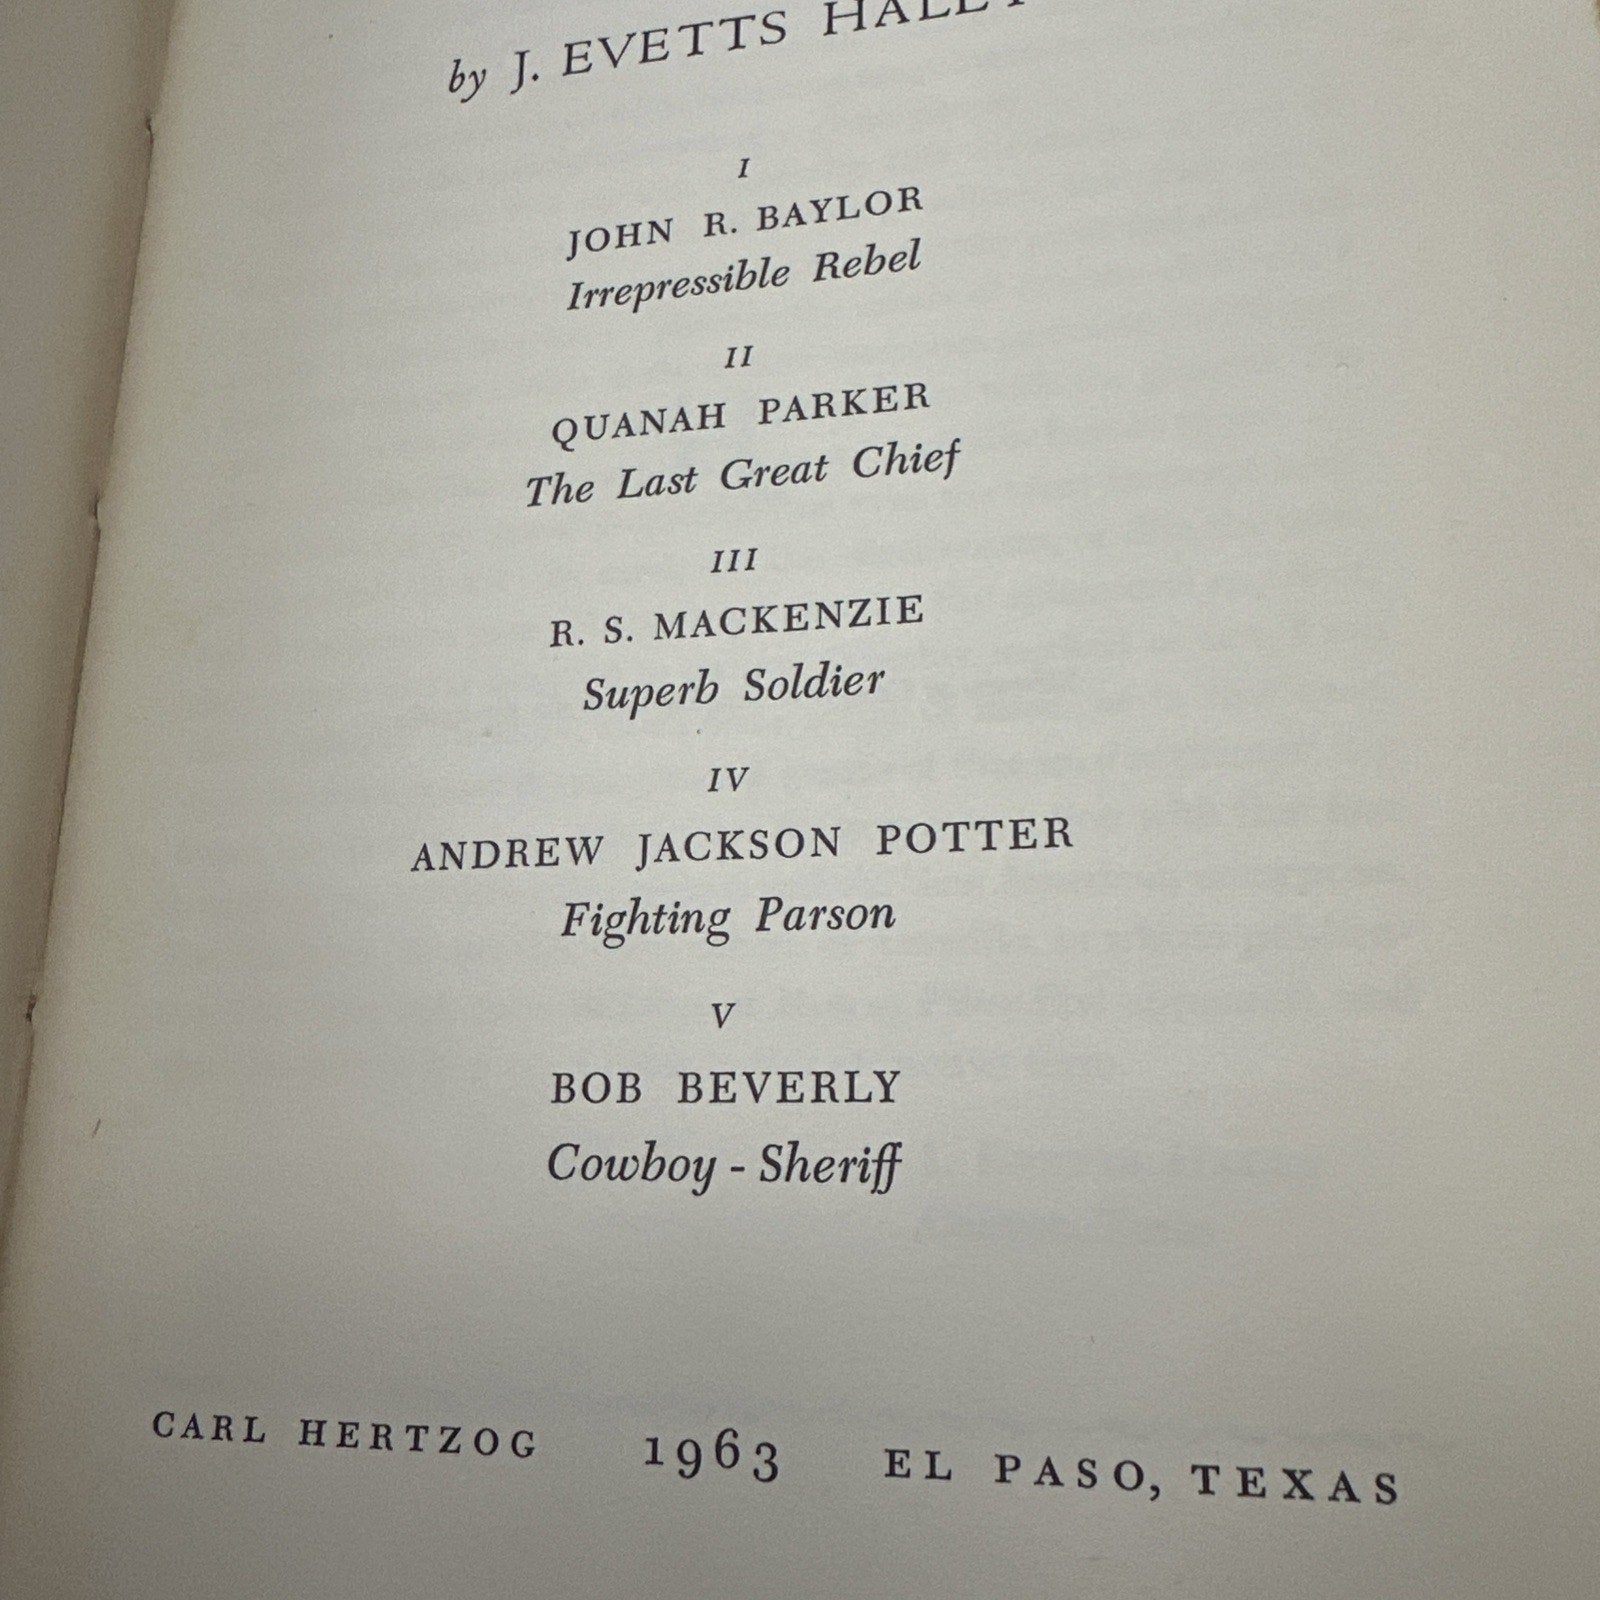 by J. EVETTS HALEY
I
JOHN R. BAYLOR
Irrepressible Rebel
II
QUANAH PARKER
The Last Great Chief
III
R. S. MACKENZIE
Superb Soldier
IV
ANDREW JACKSON POTTER
Fighting Parson
V
BOB BEVERLY
Cowboy - Sheriff
CARL HERTZOG 1963 EL PASO, TEXAS